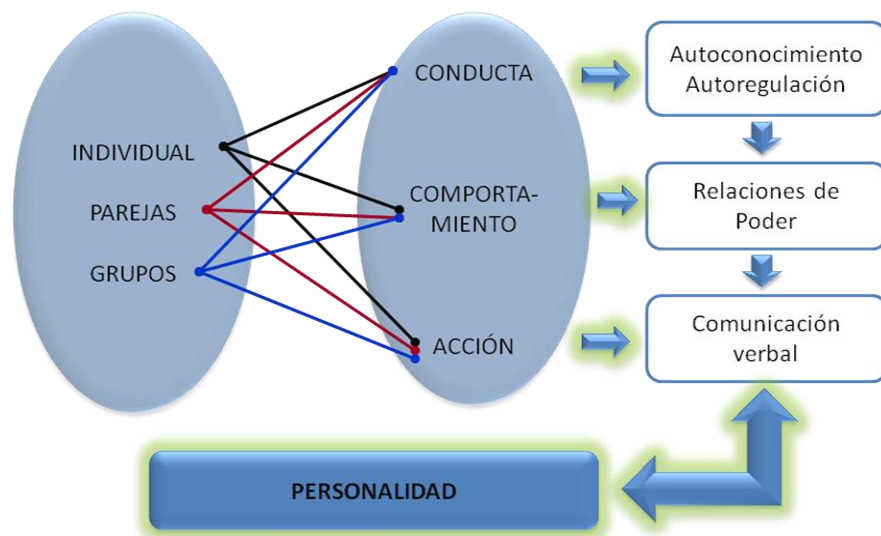 INDIVIDUAL
PAREJAS
GRUPOS
CONDUCTA
COMPORTA-
MIENTO
ACCIÓN
Autoconocimiento
Autoregulación
Relaciones de
Poder
Comunicación
verbal
PERSONALIDAD